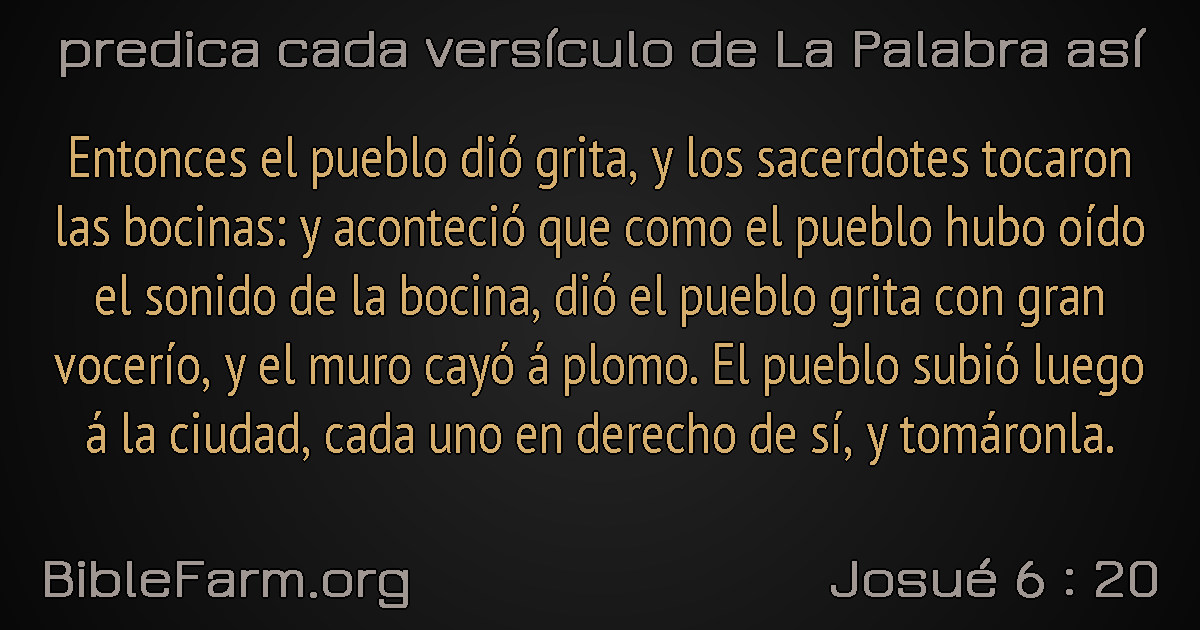 predica cada versículo de La Palabra así
Entonces el pueblo dió grita, y los sacerdotes tocaron
las bocinas: y aconteció que como el pueblo hubo oído
el sonido de la bocina, dió el pueblo grita con gran
vocerío, y el muro cayó á plomo. El pueblo subió luego
á la ciudad, cada uno en derecho de sí, y tomáronla.
BibleFarm.org
Josué 6 : 20